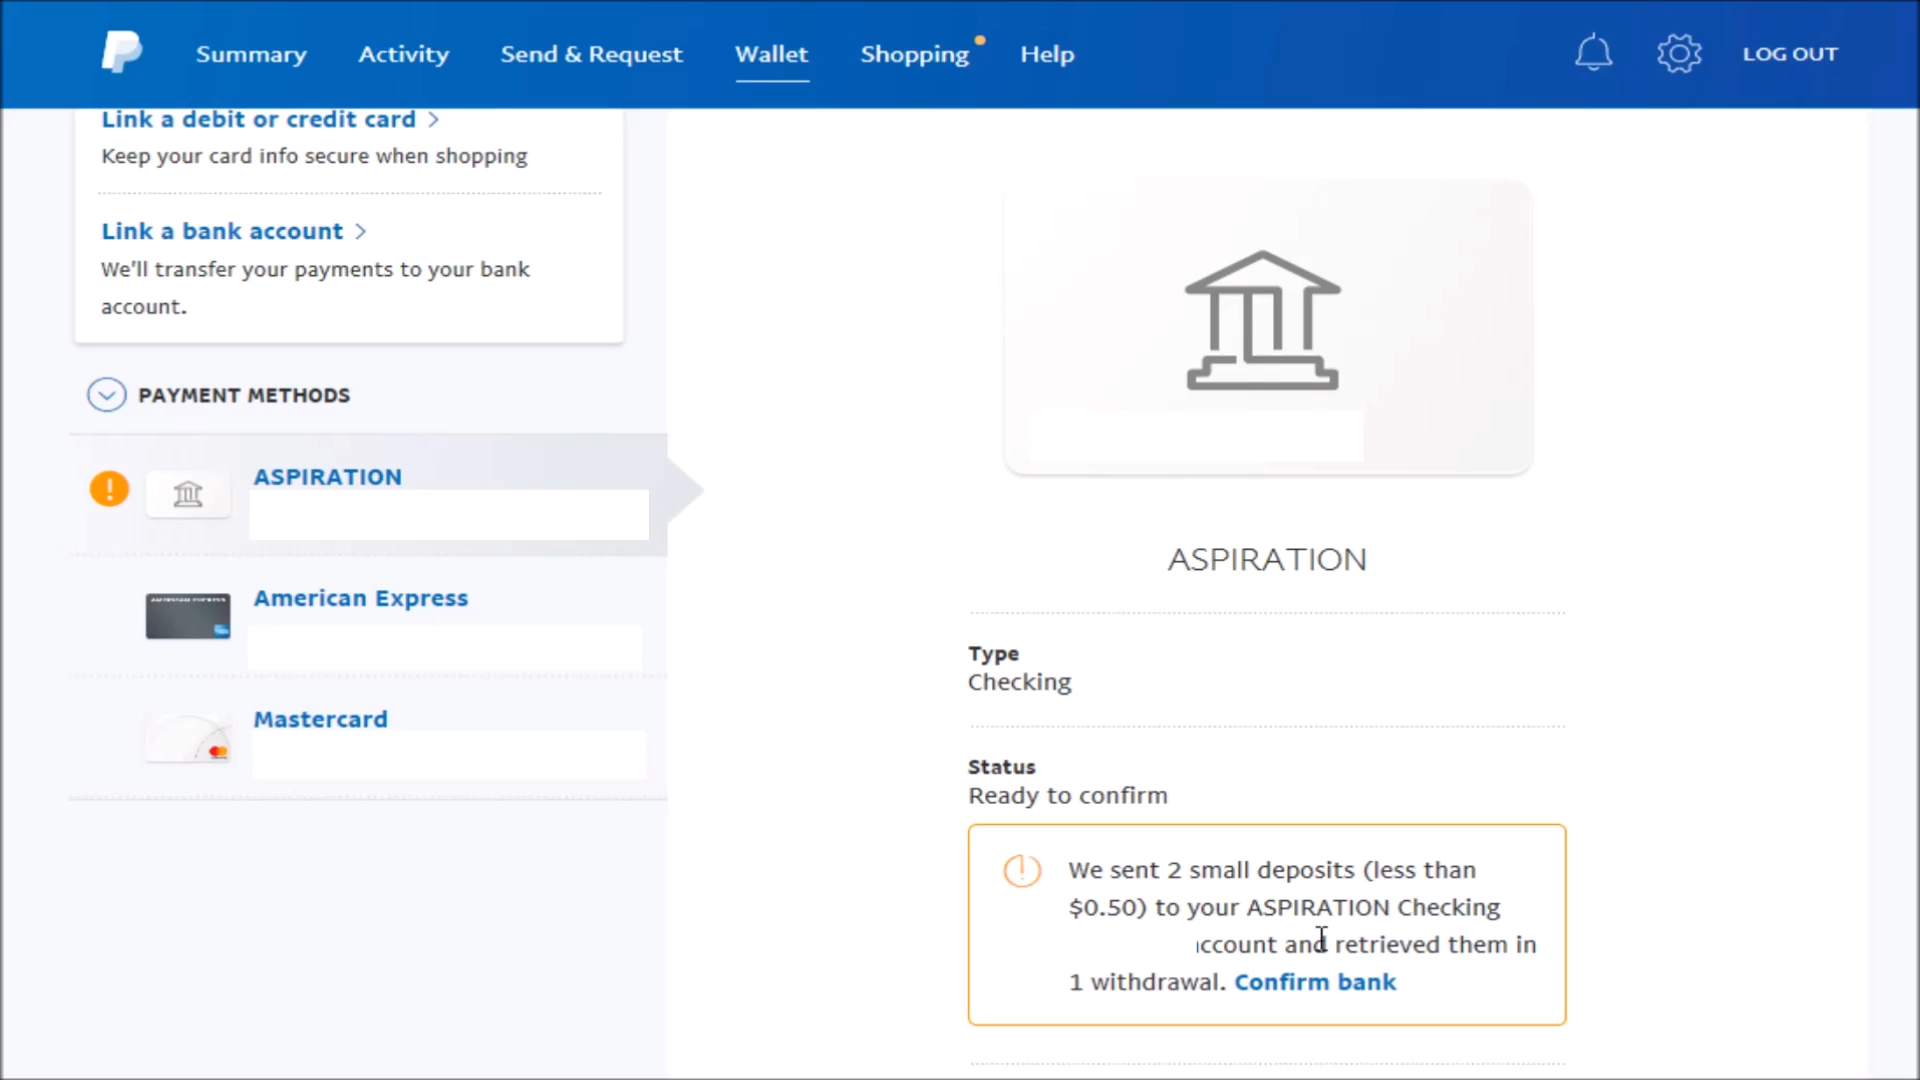 Summary Activity Send & Request Wallet Shopping Help LOG OUT
Link a debit or credit card
Keep your card info secure when shopping
Link a bank account
We'll transfer your payments to your bank
account.
PAYMENT METHODS
ASPIRATION
American Express
Mastercard
ASPIRATION
Type
Checking
Status
Ready to confirm
We sent 2 small deposits (less than
$0.50) to your ASPIRATION Checking
account and retrieved them in
1 withdrawal. Confirm bank